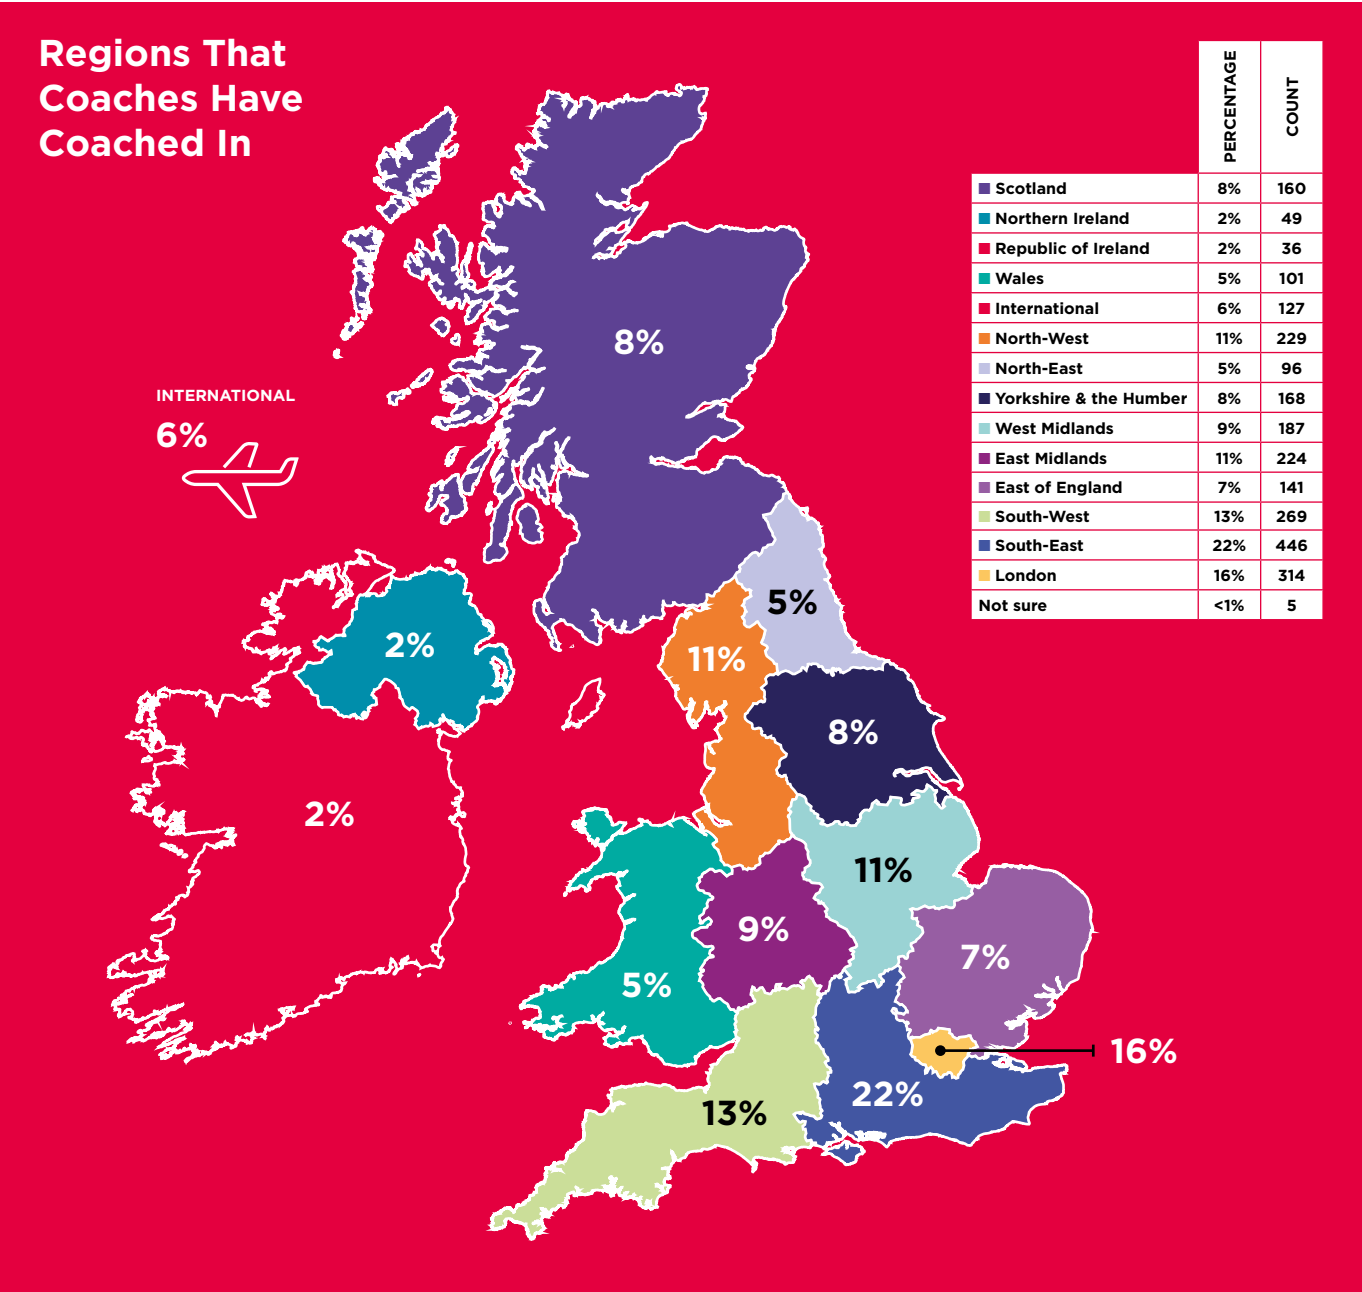 Regions That
Coaches Have
Coached In
PERCENTAGE COUNT
Scotland 8% 160
Northern Ireland 2% 49
Republic of Ireland 2% 36
Wales 5% 101
International 6% 127
North-West 11% 229
North-East 5% 96
Yorkshire & the Humber 8% 168
West Midlands 9% 187
East Midlands 11% 224
East of England 7% 141
South-West 13% 269
South-East 22% 446
London 16% 314
Not sure <1% 5
8%
INTERNATIONAL
6%
5%
2%
11%
8%
2%
11%
9%
7%
5%
16%
22%
13%